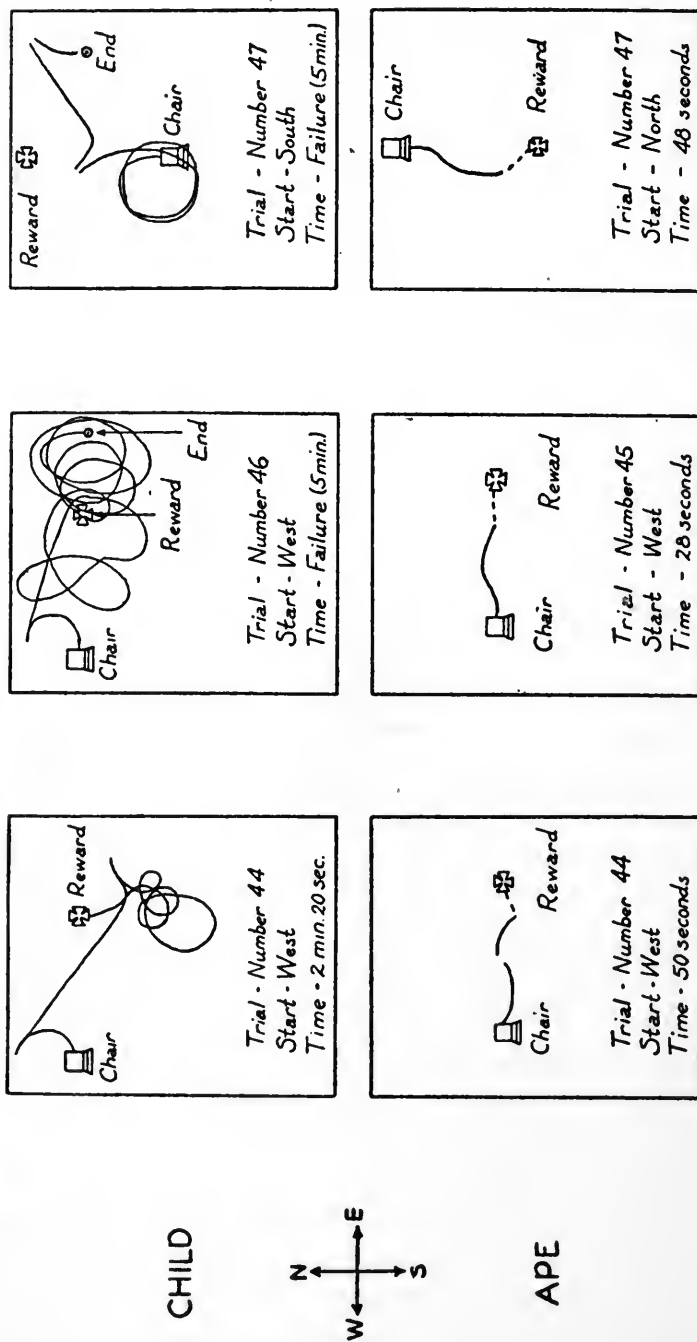 CHILD
N
W
E
S
APE
Chair
Reward
Trial - Number 44
Start - West
Time - 2 min. 20 sec.
Chair
Reward
End
Trial - Number 46
Start - West
Time - Failure (5 min.)
Reward
End
Chair
Trial - Number 47
Start - South
Time - Failure (5 min.)
Chair
Reward
Trial - Number 44
Start - West
Time - 50 seconds
Chair
Reward
Trial - Number 45
Start - West
Time - 28 seconds
Chair
Reward
Trial - Number 47
Start - North
Time - 48 seconds